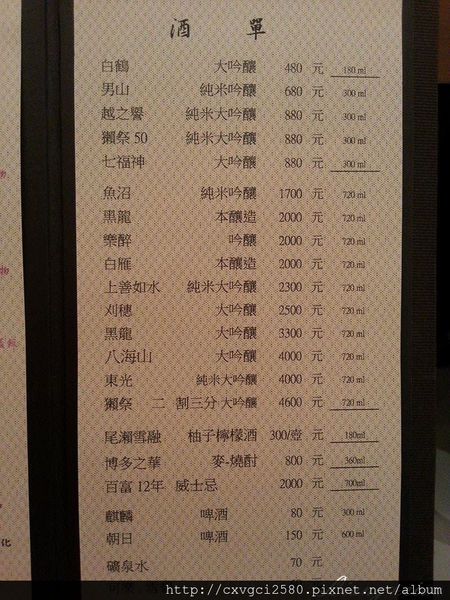 酒 單
白鶴 大吟釀 480 元 180 ml
男山 純米吟釀 680 元 300 ml
越之譽 純米大吟釀 880 元 300 ml
獺祭 50 純米大吟釀 880 元 300 ml
七福神 大吟釀 880 元 300 ml
魚沼 純米吟釀 1700 元 720 ml
黑龍 本釀造 2000 元 720 ml
樂醉 吟釀 2000 元 720 ml
白雁 本釀造 2000 元 720 ml
上善如水 純米大吟釀 2300 元 720 ml
刈穗 大吟釀 2500 元 720 ml
黑龍 大吟釀 3300 元 720 ml
八海山 大吟釀 4000 元 720 ml
東光 純米大吟釀 4000 元 720 ml
獺祭 二 割三分 大吟釀 4600 元 720 ml
尾瀨雪融 柚子檸檬酒 300/壺 元 180ml
博多之華 麥-燒酎 800 元 360ml
百富 12年 威士忌 2000 元 700ml
麒麟 啤酒 80 元 300 ml
朝日 啤酒 150 元 600 ml
礦泉水 70 元
物
物
化
http://cxvgci2580.pixnet.net/album